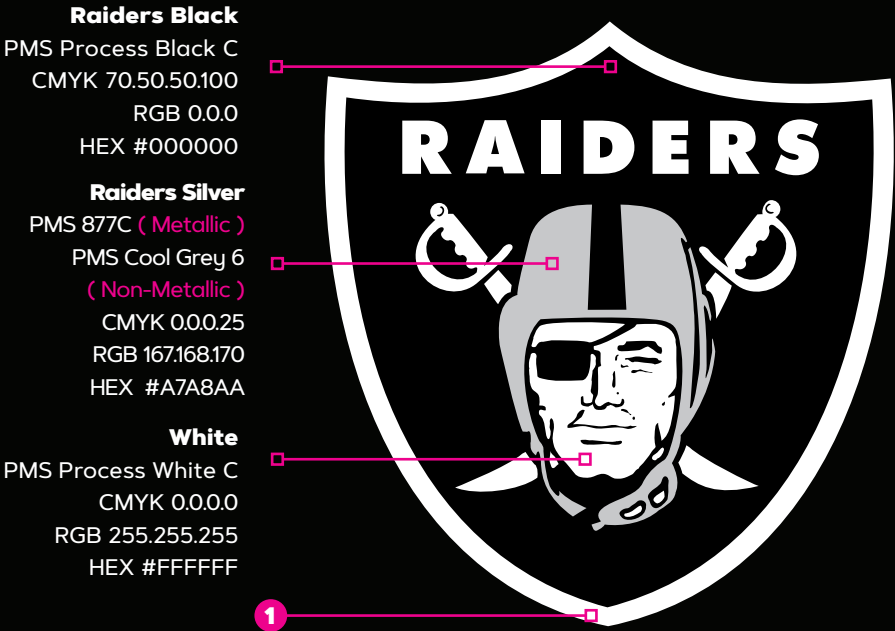 Raiders Black
PMS Process Black C
CMYK 70.50.50.100
RGB 0.0.0
HEX #000000
Raiders Silver
PMS 877C ( Metallic )
PMS Cool Grey 6
( Non-Metallic )
CMYK 0.0.0.25
RGB 167.168.170
HEX #A7A8AA
White
PMS Process White C
CMYK 0.0.0.0
RGB 255.255.255
HEX #FFFFFF
1
RAIDERS